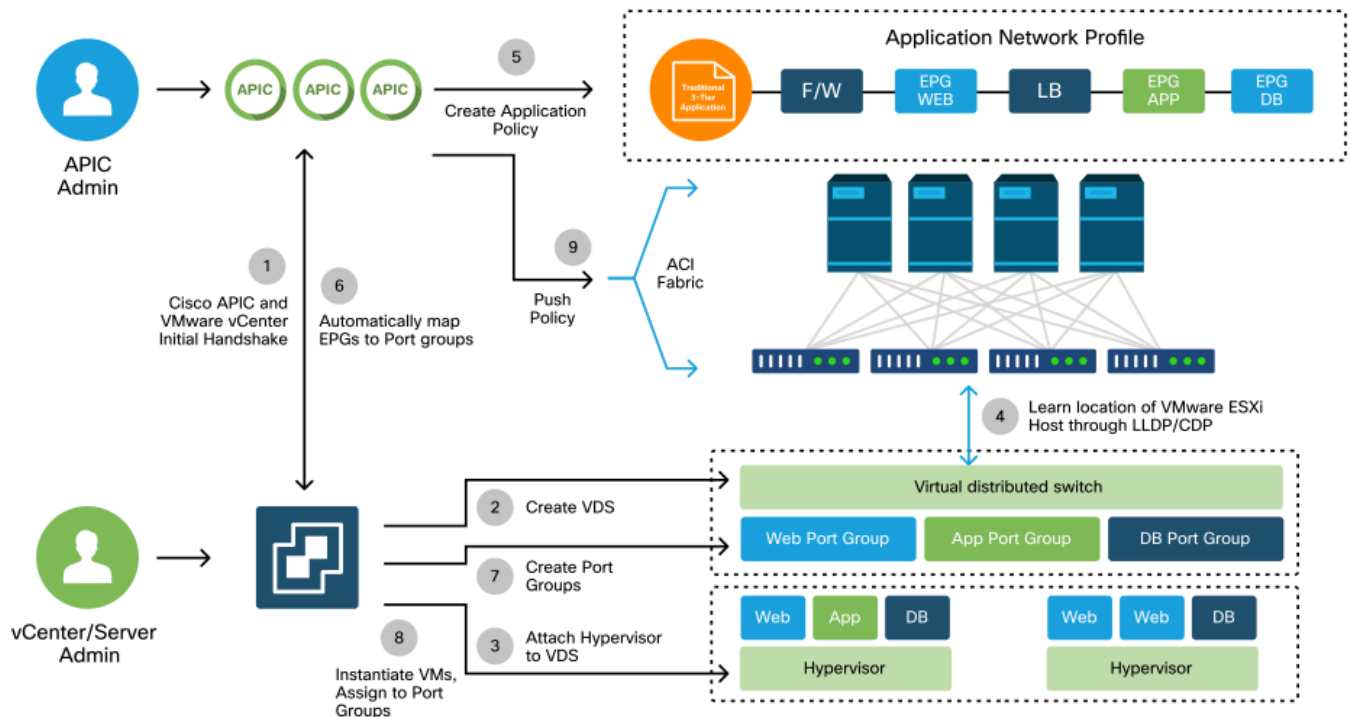 Application Network Profile
5
APIC
APIC
APIC
Create Application
Policy
Traditional
3-Tier
Application
F/W
EPG
WEB
LB
EPG
APP
EPG
DB
APIC
Admin
1
Cisco APIC and
VMware vCenter
Initial Handshake
6
Automatically map
EPGs to Port groups
9
Push
Policy
ACI
Fabric
4
Learn location of VMware ESXi
Host through LLDP/CDP
2
Create VDS
Virtual distributed switch
Web Port Group
App Port Group
DB Port Group
7
Create Port
Groups
vCenter/Server
Admin
8
Instantiate VMs,
Assign to Port
Groups
3
Attach Hypervisor
to VDS
Web
App
DB
Hypervisor
Web
Web
DB
Hypervisor